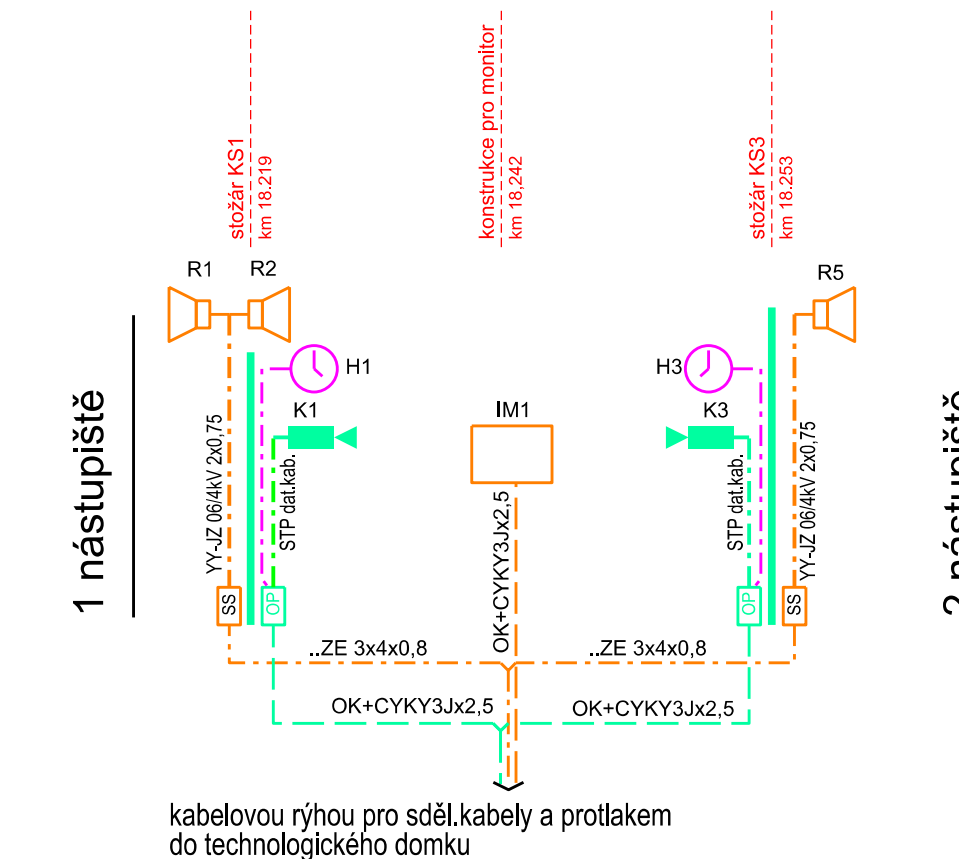 stožár KS1
km 18.219
konstrukce pro monitor
km 18,242
stožár KS3
km 18.253
R1
R2
R5
H1
H3
K1
IM1
K3
1 nástupiště
YY-JZ 06/4kV 2x0,75
STP dat.kab.
OK+CYKY3Jx2,5
STP dat.kab.
YY-JZ 06/4kV 2x0,75
2 nástupiště
SS
OP
OP
SS
..ZE 3x4x0,8
..ZE 3x4x0,8
OK+CYKY3Jx2,5
OK+CYKY3Jx2,5
kabelovou rýhou pro sděl.kabely a protlakem
do technologického domku